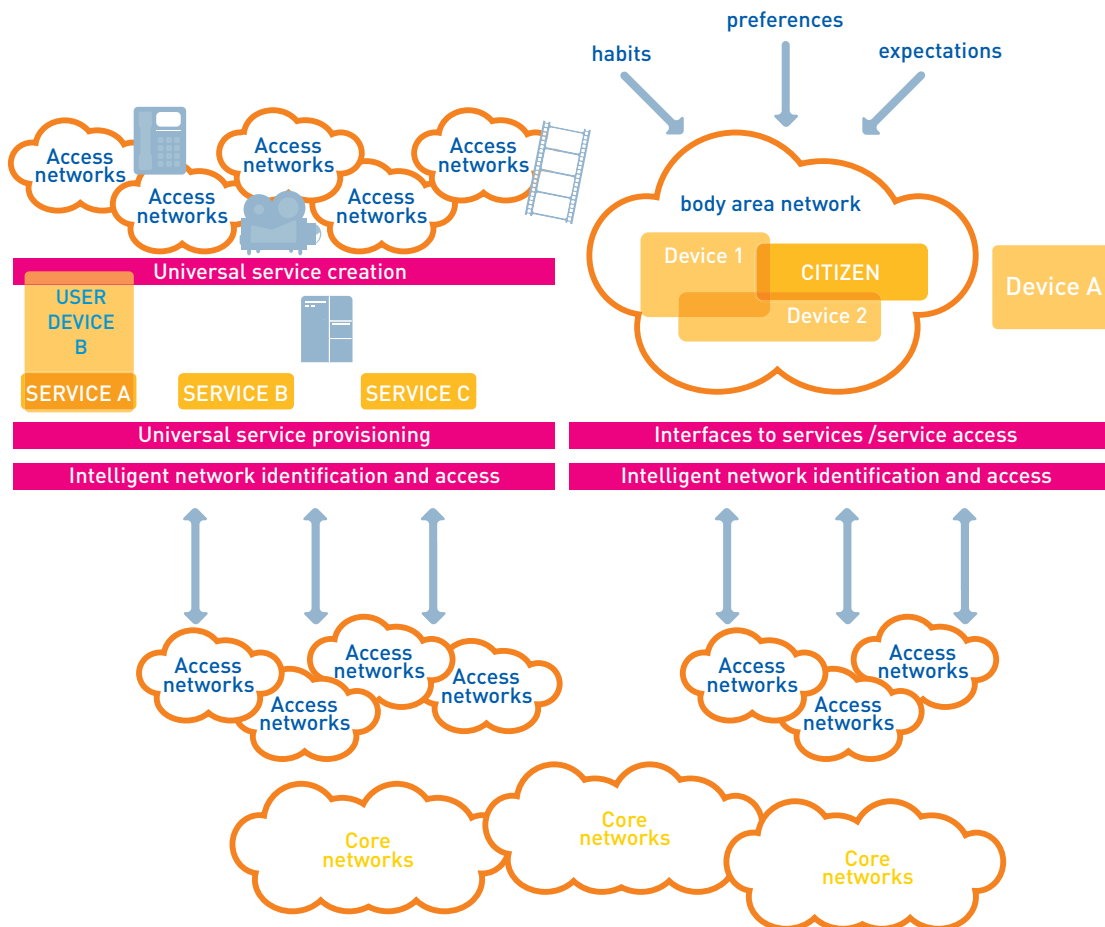 preferences
habits
expectations
Access
networks
Access
networks
Access
networks
Access
networks
Access
networks
body area network
Device 1
CITIZEN
Device 2
Device A
Universal service creation
USER
DEVICE
B
SERVICE A
SERVICE B
SERVICE C
Universal service provisioning
Interfaces to services /service access
Intelligent network identification and access
Intelligent network identification and access
Access
networks
Access
networks
Access
networks
Access
networks
Access
networks
Access
networks
Access
networks
Core
networks
Core
networks
Core
networks